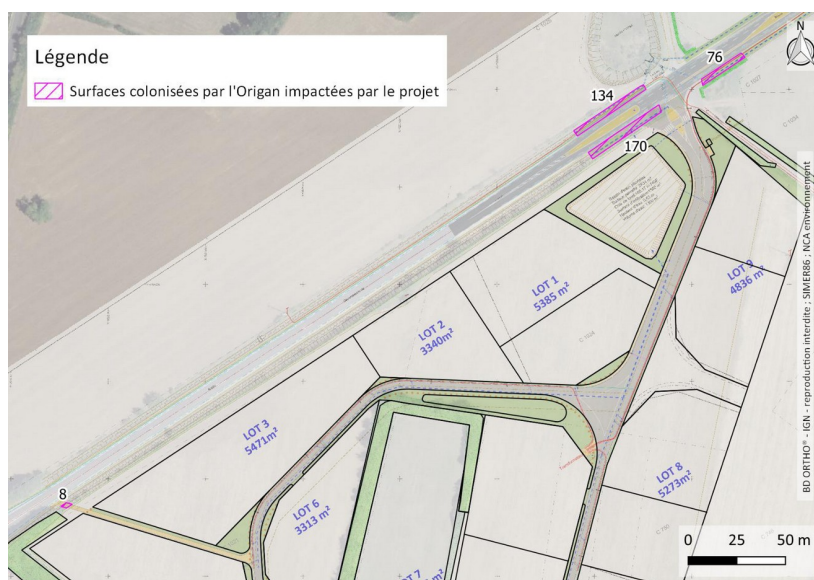 Légende
Surfaces colonisées par l'Origan impactées par le projet
N
76
134
170
LOT 9
4836 m²
LOT 1
5385 m²
LOT 2
3340m²
LOT 3
5471m²
LOT 8
5273m²
8
LOT 6
3313 m²
LOT 7
0 25 50 m
BD ORTHO® - IGN - reproduction interdite ; SIMER86 ; NCA environnement